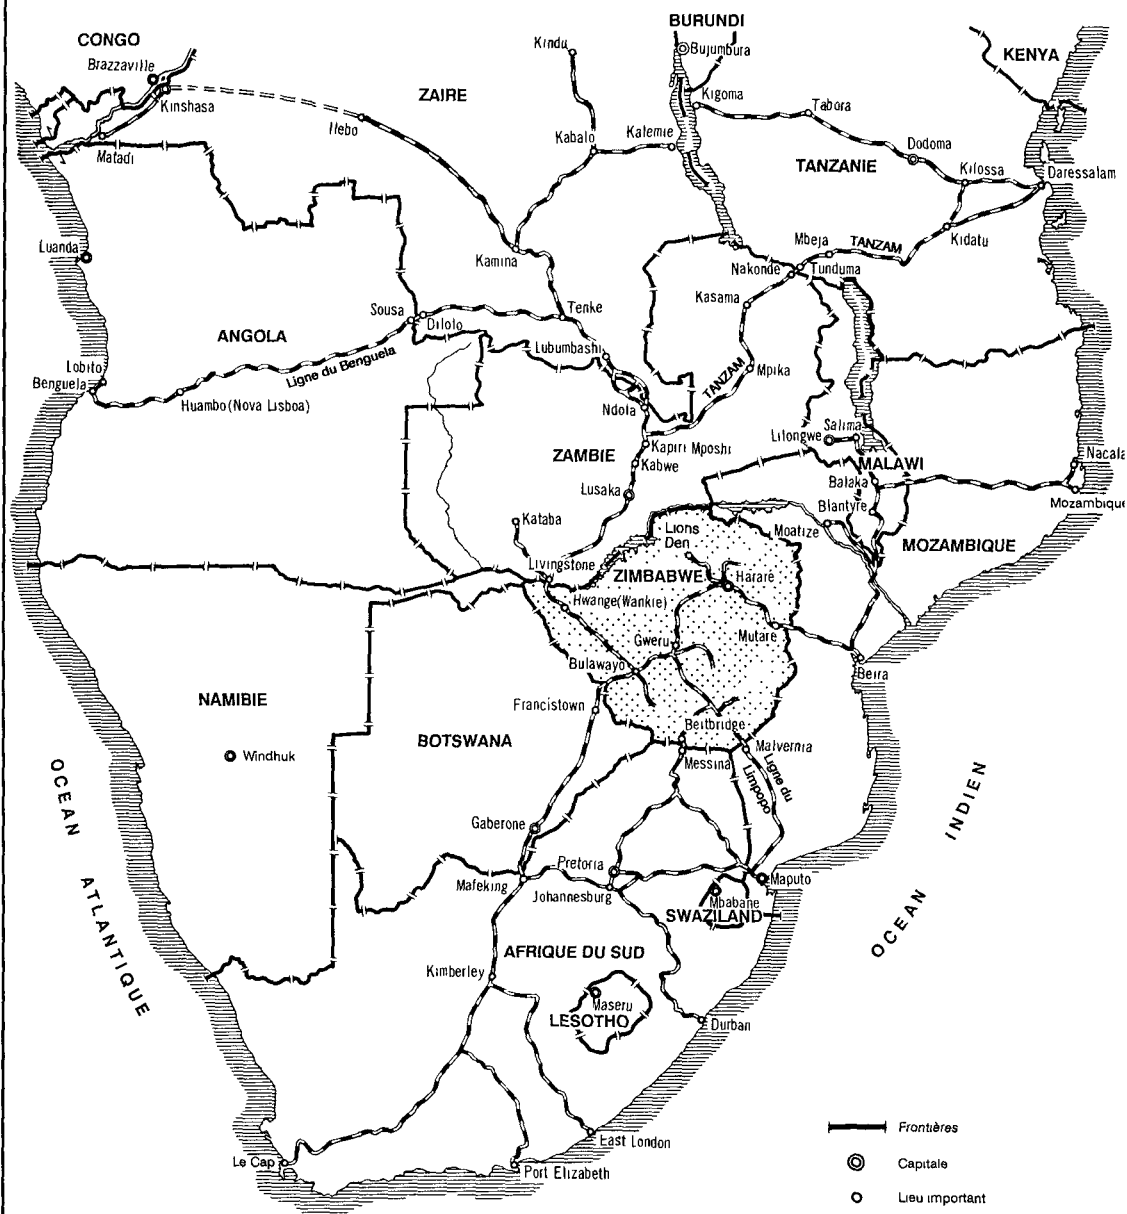 BURUNDI
CONGO
Kindu
Bujumbura
KENYA
Brazzaville
ZAIRE
Kigoma
Tabora
Kinshasa
Ilebo
Kabalo
Kalemie
Dodoma
Matadi
TANZANIE
Kilossa
Daressalam
Luanda
Mbeja
TANZAM
Kidatu
Kamina
Nakonde
Tunduma
Kasama
Sousa
Dilolo
Tenke
ANGOLA
Lubumbashi
Ligne du Benguela
Lobito
Benguela
TANZAM
Mpika
Huambo (Nova Lisboa)
Ndola
Salima
Lilongwe
Kapiri Mposhi
ZAMBIE
Kabwe
MALAWI
Nacala
Balaka
Lusaka
Blantyre
Mozambique
Kataba
Lions
Den
Moatize
MOZAMBIQUE
Livingstone
ZIMBABWE
Harare
Hwange (Wankie)
Gweru
Mutare
Bulawayo
Beira
NAMIBIE
Francistown
Beitbridge
BOTSWANA
Malvernia
Windhuk
Messina
Ligne du
Limpopo
OCEAN
INDIEN
Gaberone
Pretoria
Mafeking
Johannesburg
Maputo
Mbabane
SWAZILAND
OCEAN
ATLANTIQUE
AFRIQUE DU SUD
Kimberley
Maseru
LESOTHO
Durban
Frontières
East London
Le Cap
Capitale
Port Elizabeth
Lieu important